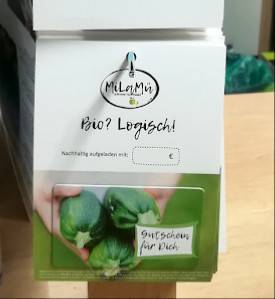 MiLaMü
Bio? Logisch!
Nachhaltig aufgeladen mit:
€
Gutschein
für Dich